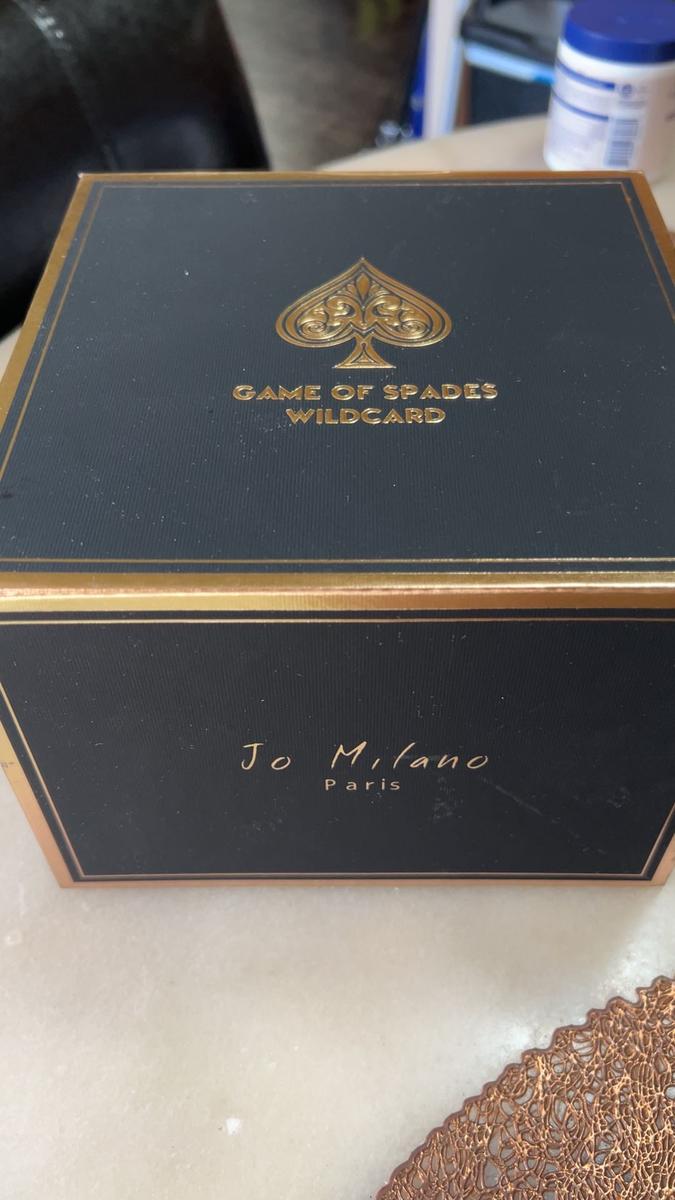 GAME OF SPADES
WILDCARD
Jo Milano
Paris